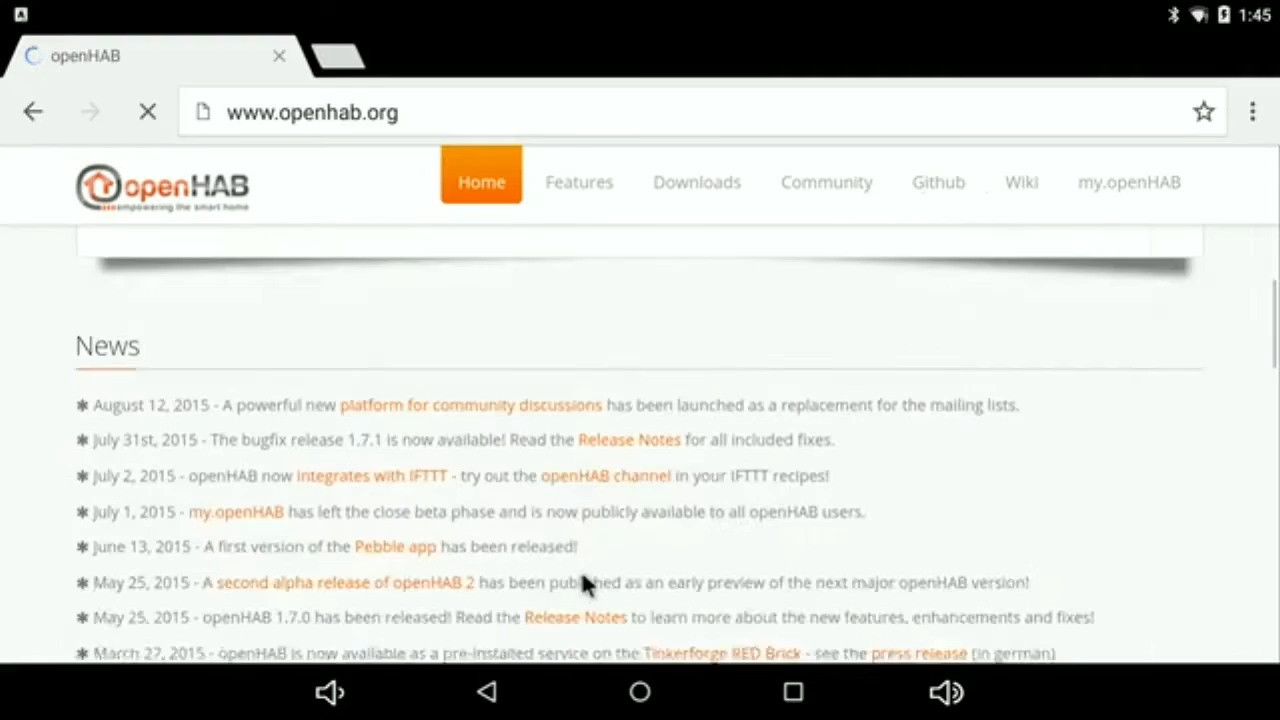 1:45
openHAB
www.openhab.org
openHAB
empowering the smart home
Home Features Downloads Community Github Wiki my.openHAB
News
✱ August 12, 2015 - A powerful new platform for community discussions has been launched as a replacement for the mailing lists.
✱ July 31st, 2015 - The bugfix release 1.7.1 is now available! Read the Release Notes for all included fixes.
✱ July 2, 2015 - openHAB now integrates with IFTTT - try out the openHAB channel in your IFTTT recipes!
✱ July 1, 2015 - my.openHAB has left the close beta phase and is now publicly available to all openHAB users.
✱ June 13, 2015 - A first version of the Pebble app has been released!
✱ May 25, 2015 - A second alpha release of openHAB 2 has been published as an early preview of the next major openHAB version!
✱ May 25, 2015 - openHAB 1.7.0 has been released! Read the Release Notes to learn more about the new features, enhancements and fixes!
✱ March 27, 2015 - openHAB is now available as a pre-installed service on the Tinkerforge RED Brick - see the press release (in german)